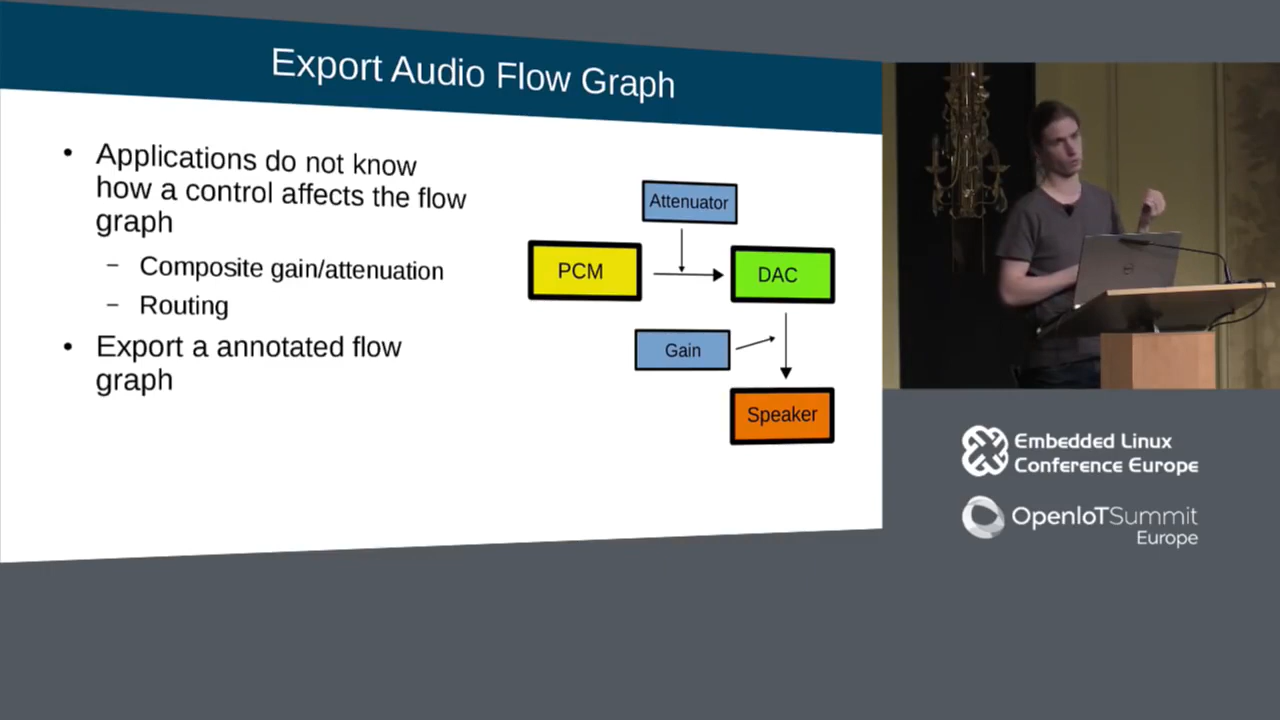 Export Audio Flow Graph
• Applications do not know
how a control affects the flow
graph
– Composite gain/attenuation
– Routing
• Export a annotated flow
graph
Attenuator
PCM
DAC
Gain
Speaker
Embedded Linux
Conference Europe
OpenIoTSummit
Europe